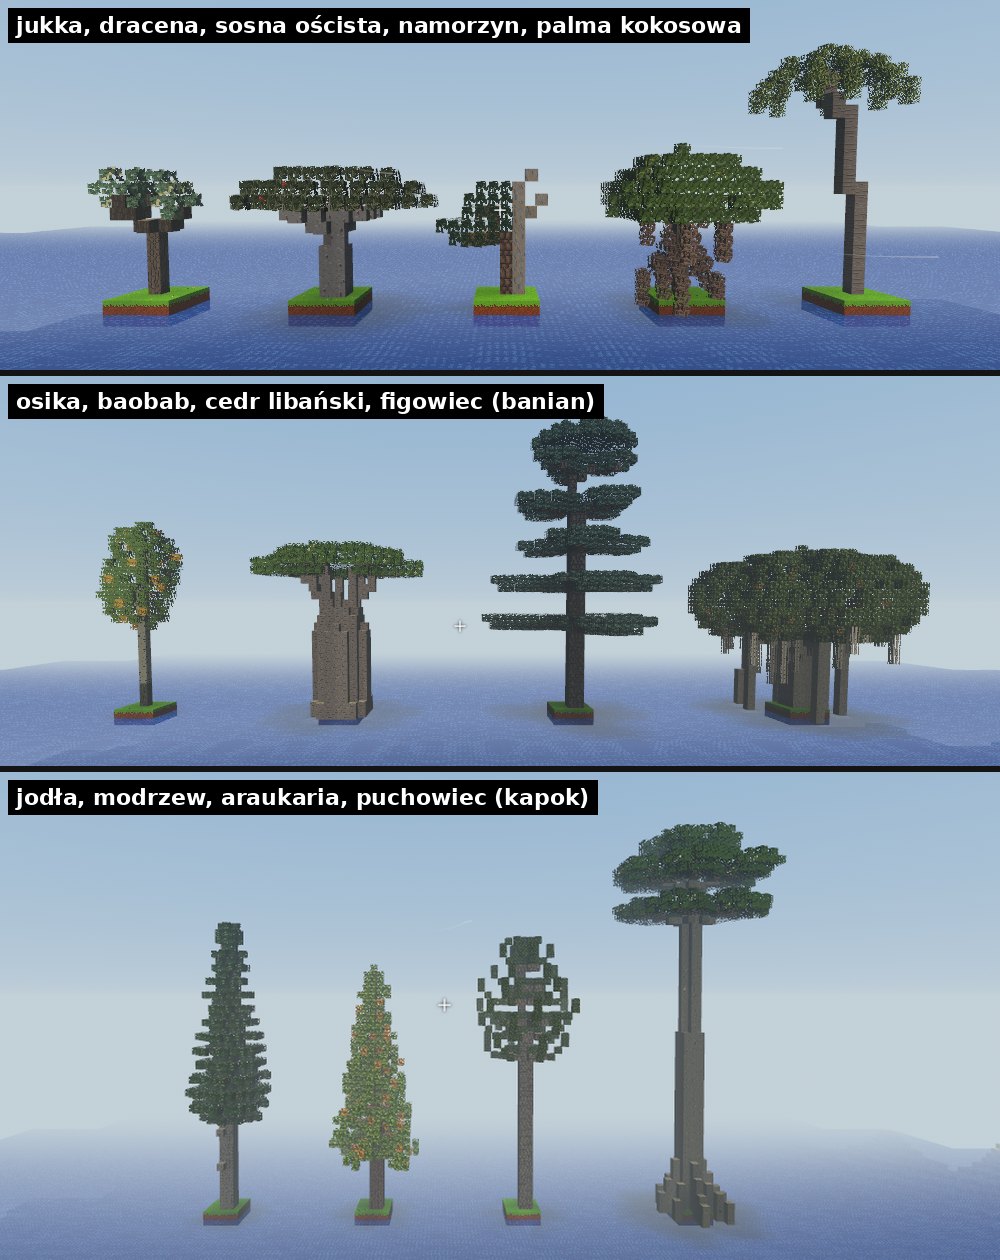 jukka, dracena, sosna oścista, namorzyn, palma kokosowa
osika, baobab, cedr libański, figowiec (banian)
jodła, modrzew, araukaria, puchowiec (kapok)